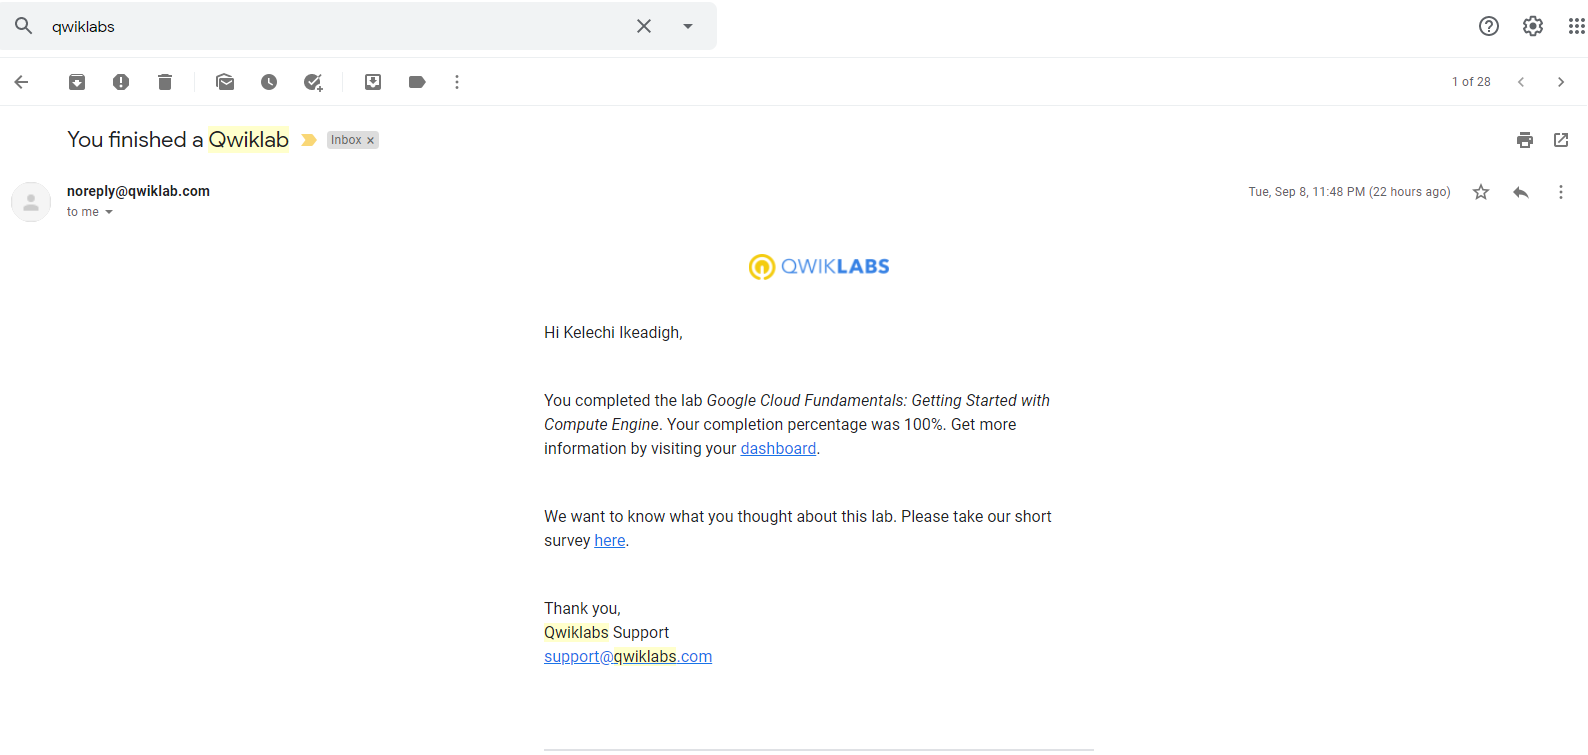 qwiklabs
1 of 28
You finished a Qwiklab
Inbox x
noreply@qwiklab.com
Tue, Sep 8, 11:48 PM (22 hours ago)
to me
QWIKLABS
Hi Kelechi Ikeadigh,
You completed the lab Google Cloud Fundamentals: Getting Started with
Compute Engine. Your completion percentage was 100%. Get more
information by visiting your dashboard.
We want to know what you thought about this lab. Please take our short
survey here.
Thank you,
Qwiklabs Support
support@qwiklabs.com